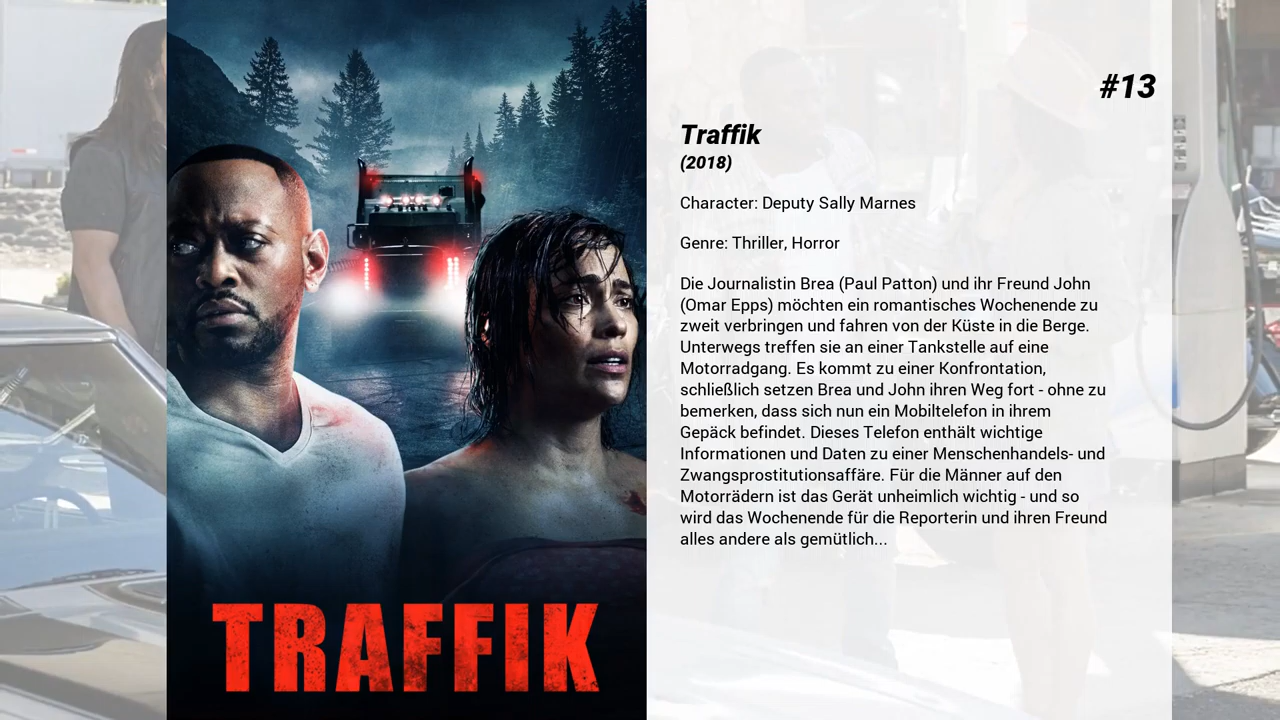 #13
Traffik
(2018)
Character: Deputy Sally Marnes
Genre: Thriller, Horror
Die Journalistin Brea (Paul Patton) und ihr Freund John
(Omar Epps) möchten ein romantisches Wochenende zu
zweit verbringen und fahren von der Küste in die Berge.
Unterwegs treffen sie an einer Tankstelle auf eine
Motorradgang. Es kommt zu einer Konfrontation,
schließlich setzen Brea und John ihren Weg fort - ohne zu
bemerken, dass sich nun ein Mobiltelefon in ihrem
Gepäck befindet. Dieses Telefon enthält wichtige
Informationen und Daten zu einer Menschenhandels- und
Zwangsprostitutionsaffäre. Für die Männer auf den
Motorrädern ist das Gerät unheimlich wichtig - und so
wird das Wochenende für die Reporterin und ihren Freund
alles andere als gemütlich...
TRAFFIK